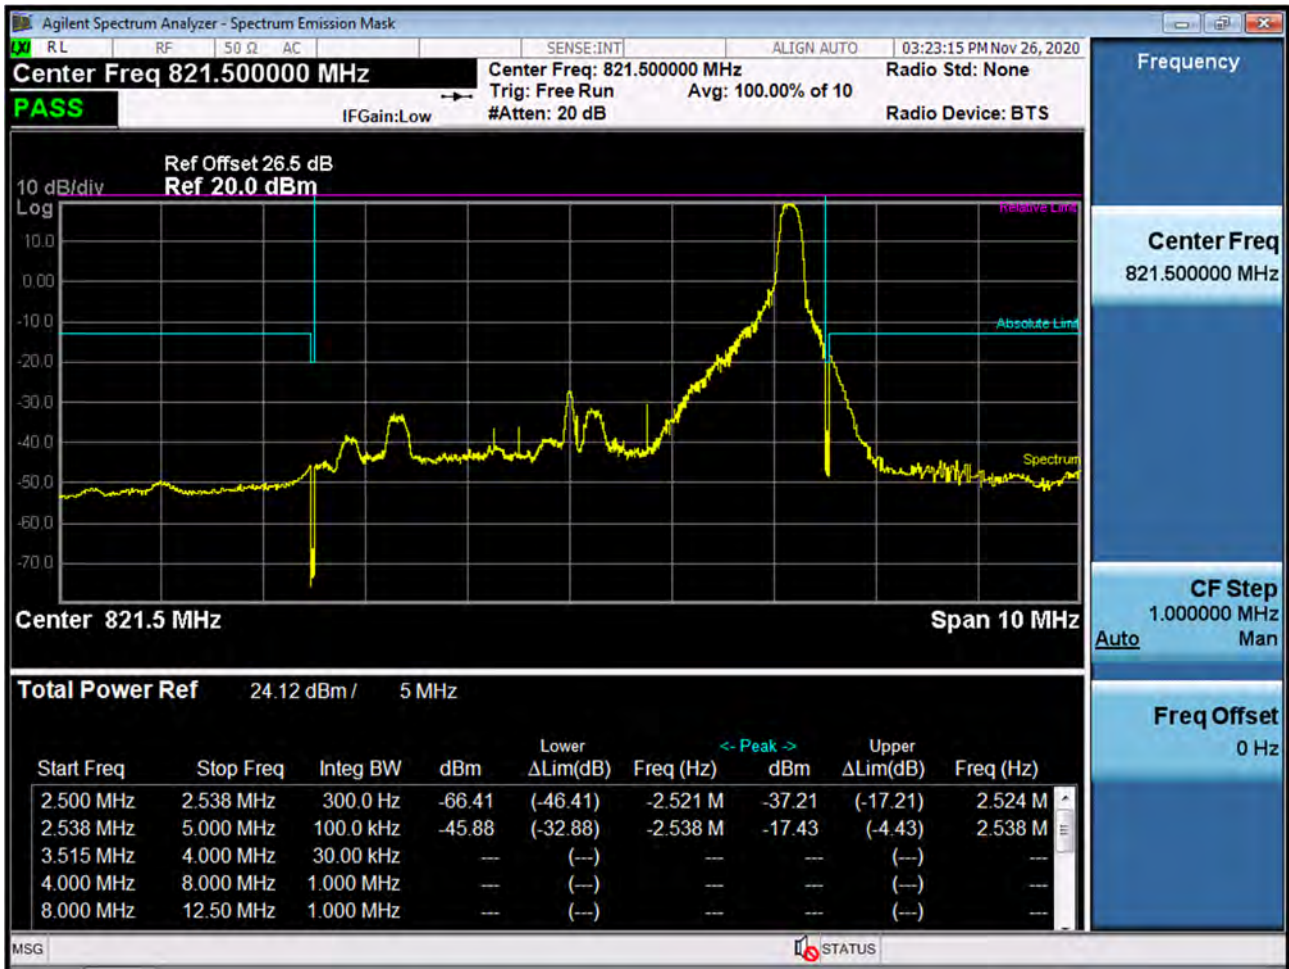 Agilent Spectrum Analyzer - Spectrum Emission Mask
LXI RL RF 50 Ω AC SENSE:INT ALIGN AUTO 03:23:15 PM Nov 26, 2020
Center Freq 821.500000 MHz
Center Freq: 821.500000 MHz
Radio Std: None
Trig: Free Run
Avg: 100.00% of 10
PASS
IFGain:Low
#Atten: 20 dB
Radio Device: BTS
Ref Offset 26.5 dB
10 dB/div
Ref 20.0 dBm
Log
Relative Limit
10.0
0.00
-10.0
Absolute Limit
-20.0
-30.0
-40.0
Spectrum
-50.0
-60.0
-70.0
Center 821.5 MHz
Span 10 MHz
Total Power Ref 24.12 dBm / 5 MHz
Lower <- Peak -> Upper
Start Freq Stop Freq Integ BW dBm ΔLim(dB) Freq (Hz) dBm ΔLim(dB) Freq (Hz)
2.500 MHz 2.538 MHz 300.0 Hz -66.41 (-46.41) -2.521 M -37.21 (-17.21) 2.524 M
2.538 MHz 5.000 MHz 100.0 kHz -45.88 (-32.88) -2.538 M -17.43 (-4.43) 2.538 M
3.515 MHz 4.000 MHz 30.00 kHz --- (---) --- --- (---) ---
4.000 MHz 8.000 MHz 1.000 MHz --- (---) --- --- (---) ---
8.000 MHz 12.50 MHz 1.000 MHz --- (---) --- --- (---) ---
MSG
STATUS
Frequency
Center Freq
821.500000 MHz
CF Step
1.000000 MHz
Auto Man
Freq Offset
0 Hz